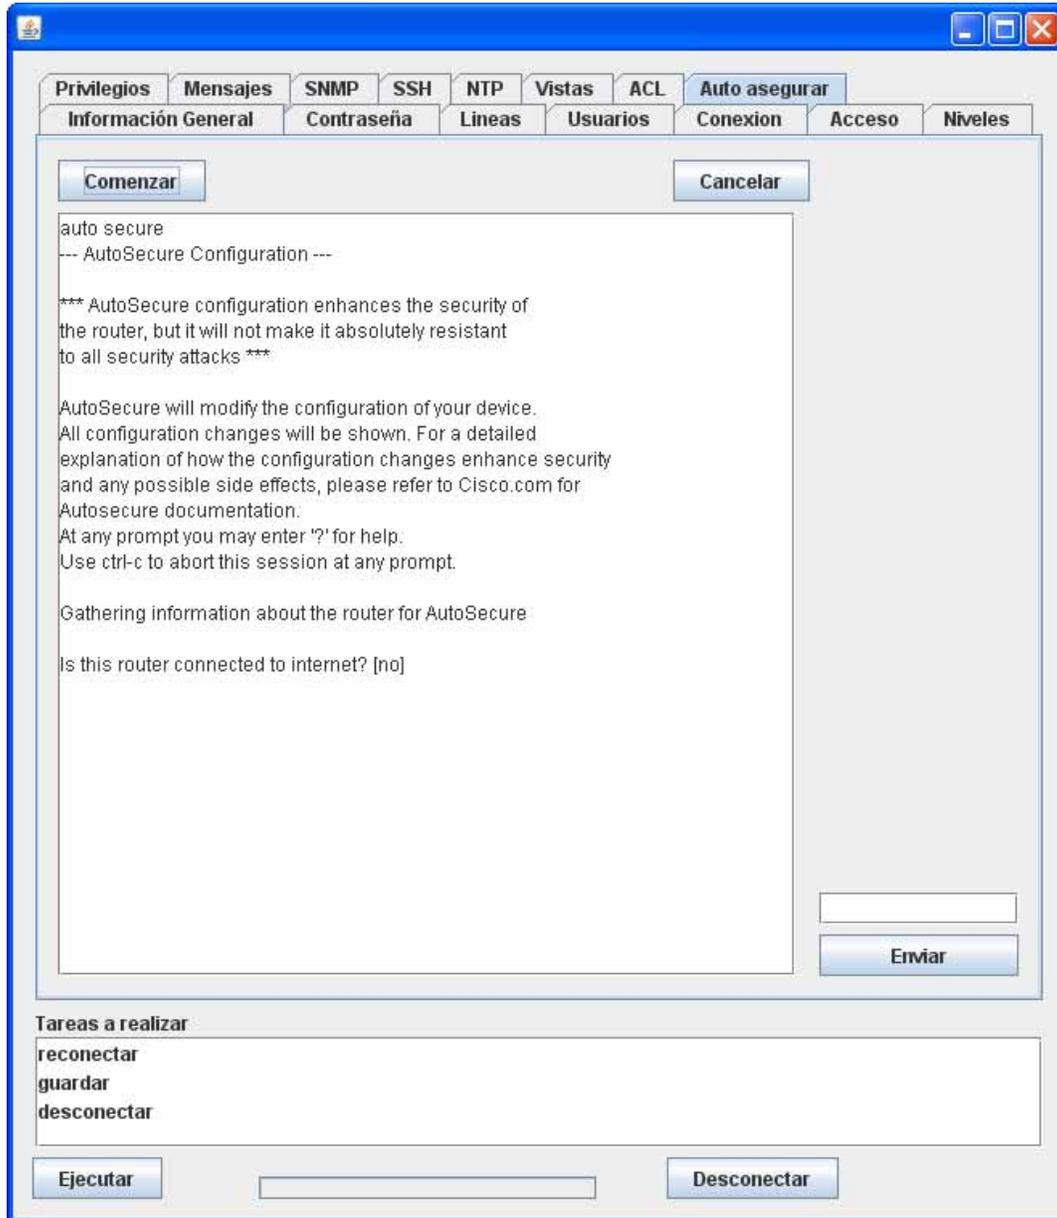 Privilegios Mensajes SNMP SSH NTP Vistas ACL Auto asegurar
Información General Contraseña Lineas Usuarios Conexion Acceso Niveles
Comenzar Cancelar
auto secure
--- AutoSecure Configuration ---
*** AutoSecure configuration enhances the security of
the router, but it will not make it absolutely resistant
to all security attacks ***
AutoSecure will modify the configuration of your device.
All configuration changes will be shown. For a detailed
explanation of how the configuration changes enhance security
and any possible side effects, please refer to Cisco.com for
Autosecure documentation.
At any prompt you may enter '?' for help.
Use ctrl-c to abort this session at any prompt.
Gathering information about the router for AutoSecure
Is this router connected to internet? [no]
Enviar
Tareas a realizar
reconectar
guardar
desconectar
Ejecutar Desconectar